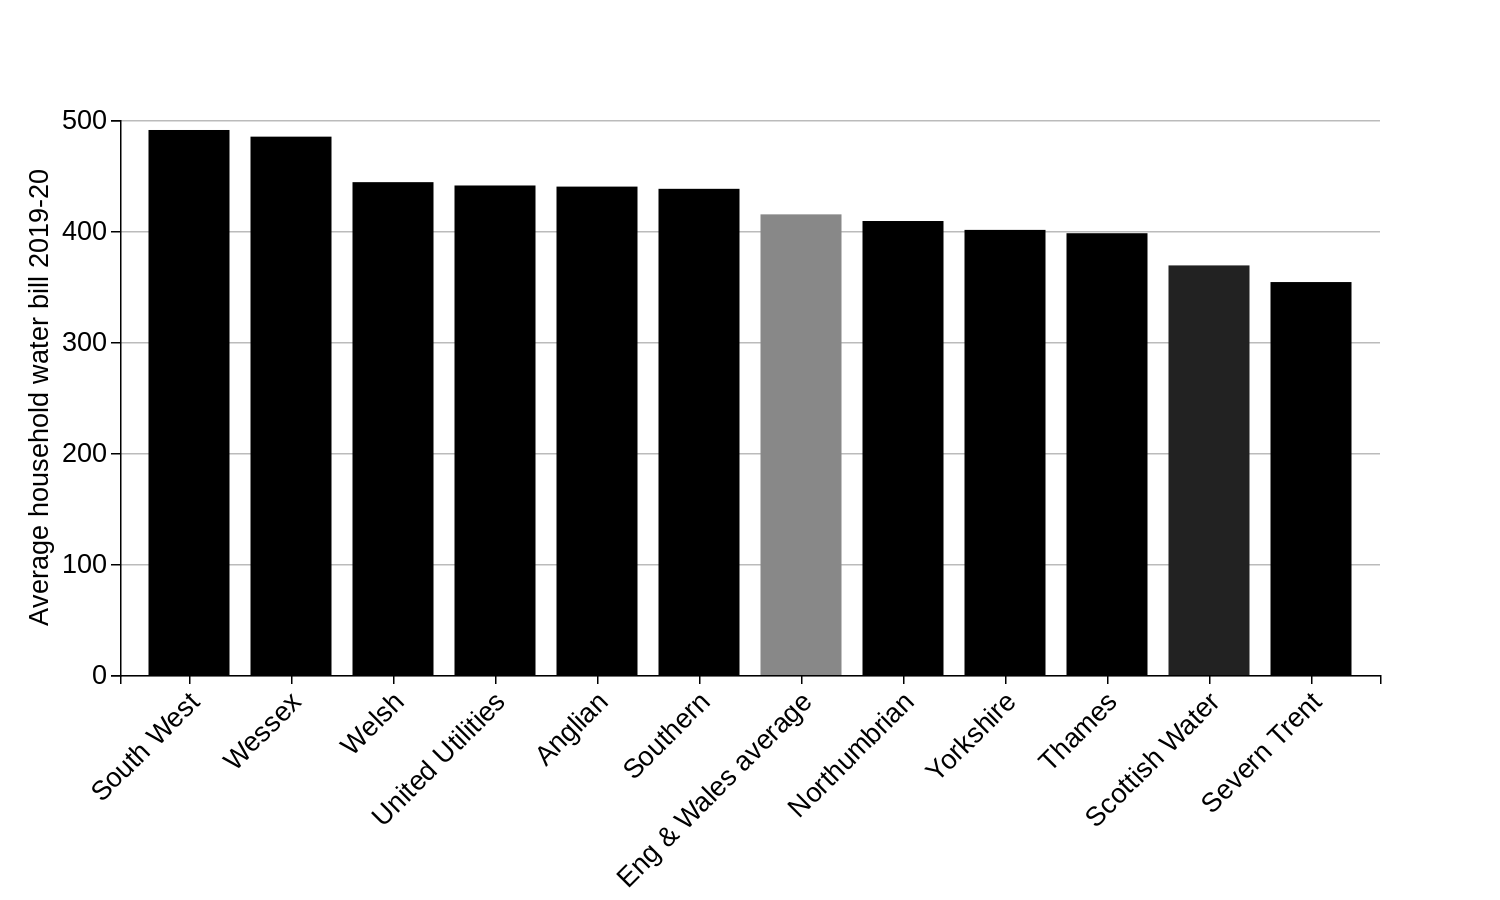 Average household water bill 2019-20
500
400
300
200
100
0
South West
Wessex
Welsh
United Utilities
Anglian
Southern
Eng & Wales average
Northumbrian
Yorkshire
Thames
Scottish Water
Severn Trent